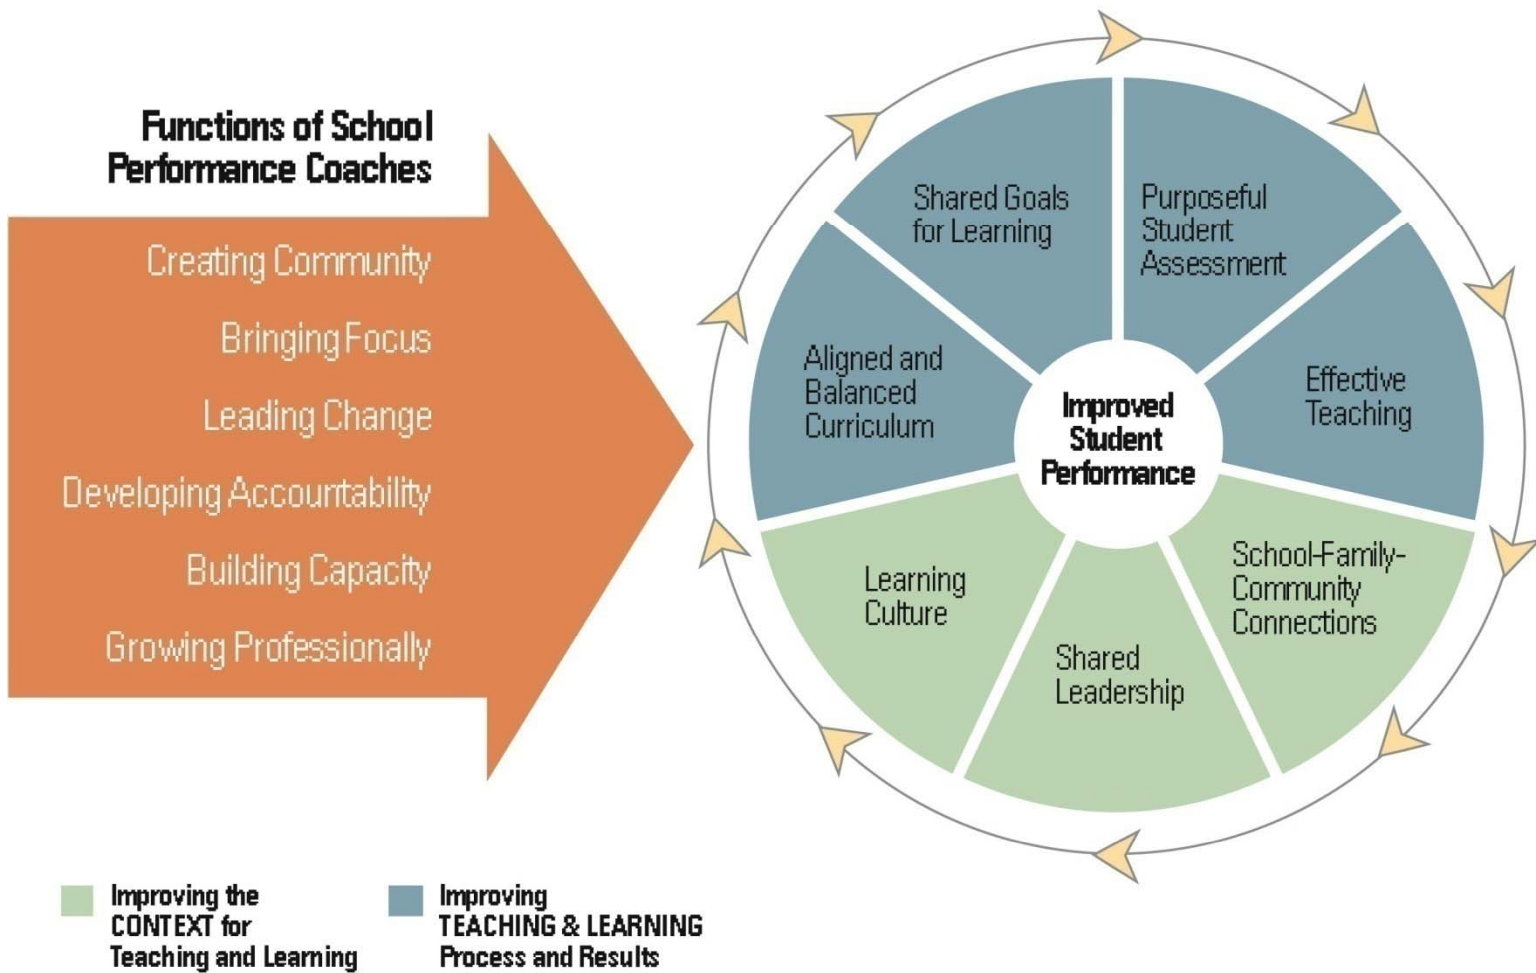 Functions of School
Performance Coaches
Creating Community
Bringing Focus
Leading Change
Developing Accountability
Building Capacity
Growing Professionally
Shared Goals
for Learning
Purposeful
Student
Assessment
Aligned and
Balanced
Curriculum
Effective
Teaching
Improved
Student
Performance
Learning
Culture
Shared
Leadership
School-Family-
Community
Connections
Improving the
CONTEXT for
Teaching and Learning
Improving
TEACHING & LEARNING
Process and Results